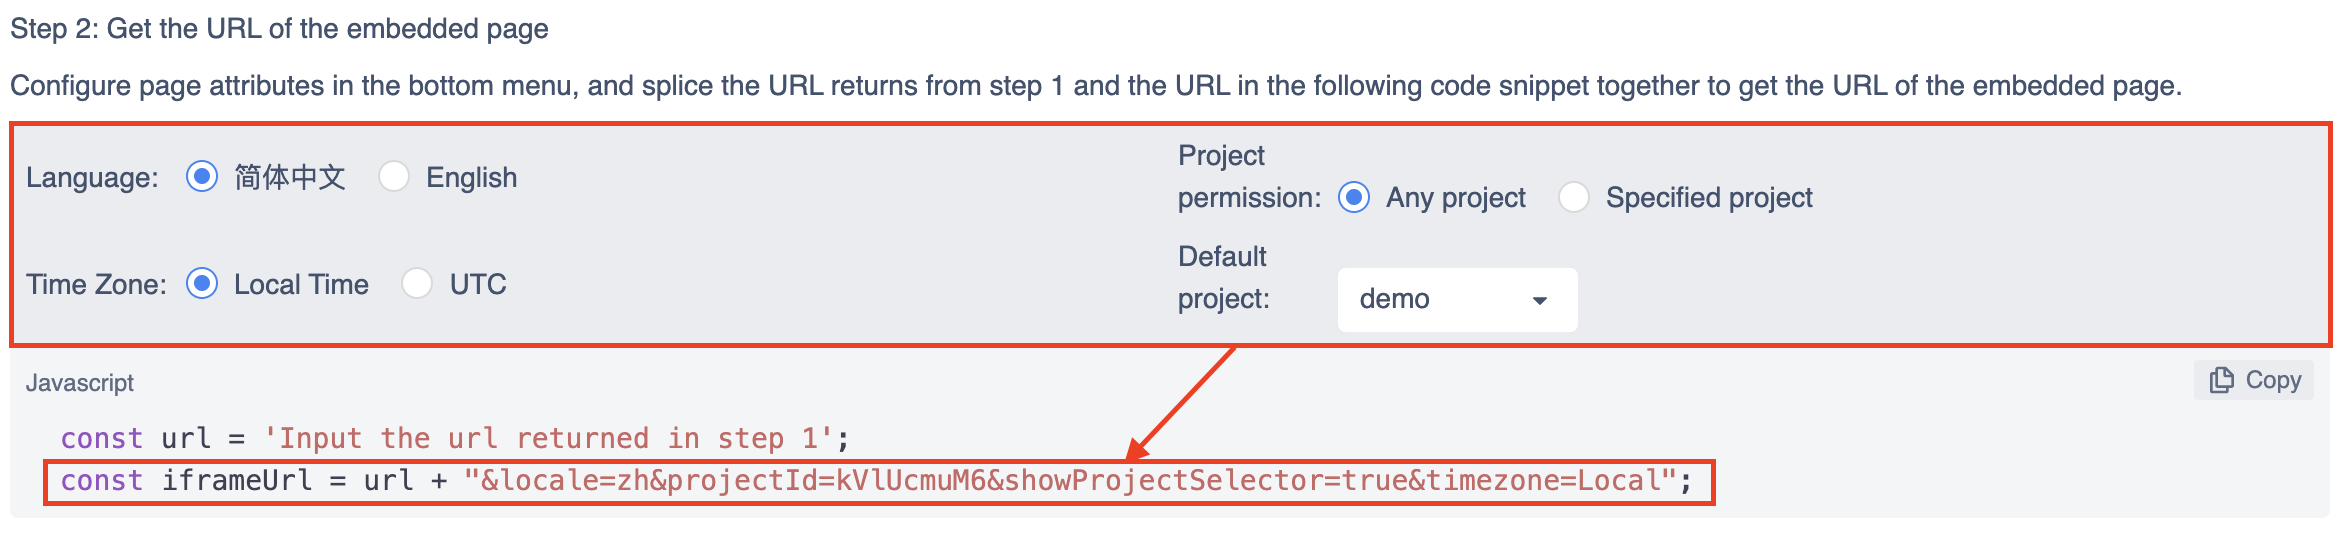 Step 2: Get the URL of the embedded page
Configure page attributes in the bottom menu, and splice the URL returns from step 1 and the URL in the following code snippet together to get the URL of the embedded page.
Language: 简体中文 English
Project
permission: Any project Specified project
Time Zone: Local Time UTC
Default
project: demo
Javascript
Copy
const url = 'Input the url returned in step 1';
const iframeUrl = url + "&locale=zh&projectId=kVlUcmuM6&showProjectSelector=true&timezone=Local";